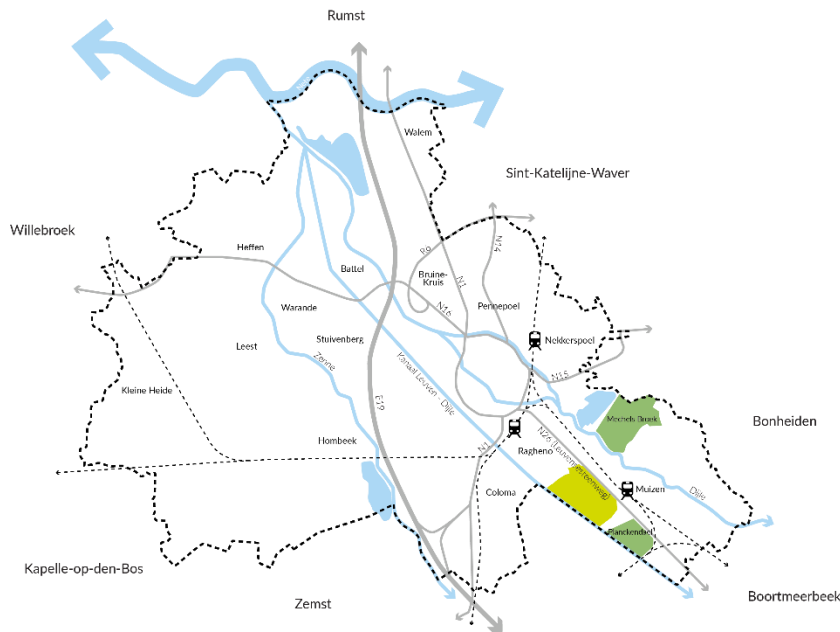 Rumst
Walem
Sint-Katelijne-Waver
Willebroek
R6
N14
Heffen
Battel
Bruine-
Kruis
N1
Pennepoel
Warande
N16
Leest
Stuivenberg
Nekkerspoel
Zenne
Kanaal Leuven - Dijle
N15
Kleine Heide
E19
Mechels Broek
Bonheiden
Hombeek
N1
Ragheno
N26 (Leuvensesteenweg)
Coloma
Muizen
Dijle
Planckendael
Kapelle-op-den-Bos
Zemst
Boortmeerbeek